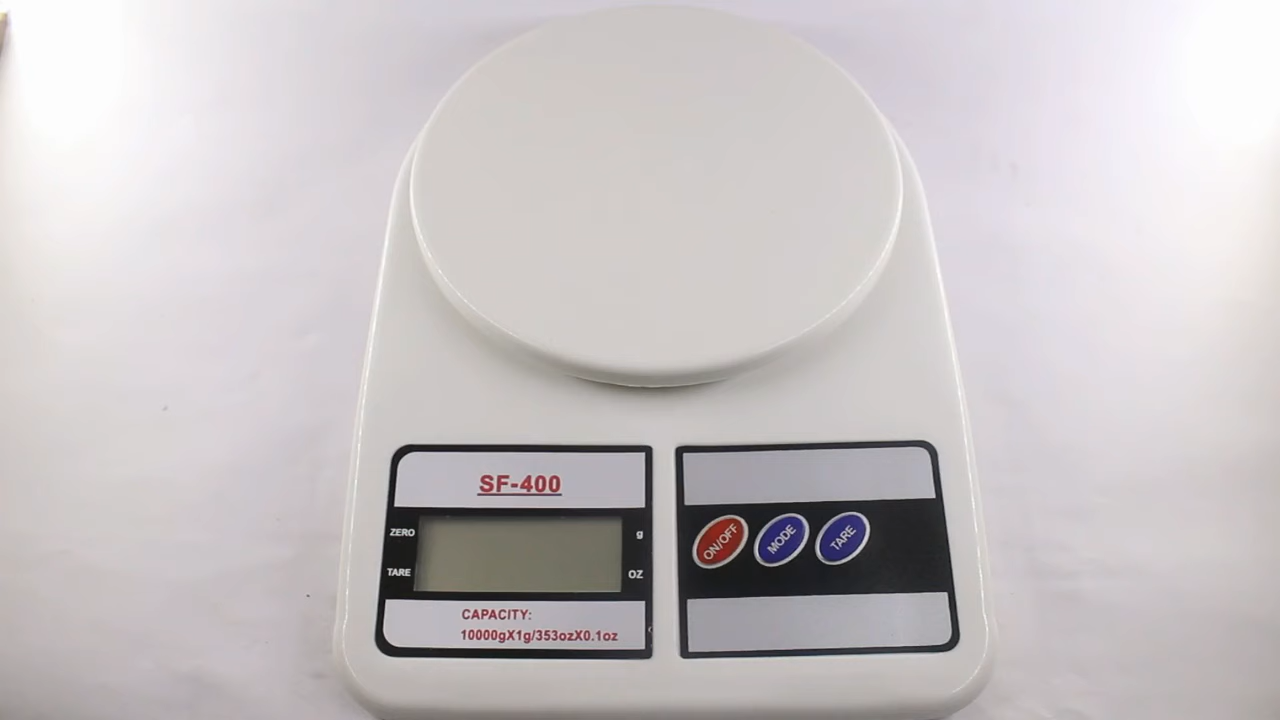 SF-400
ZERO
g
TARE
OZ
CAPACITY:
10000gX1g/353ozX0.1oz
ON/OFF
MODE
TARE